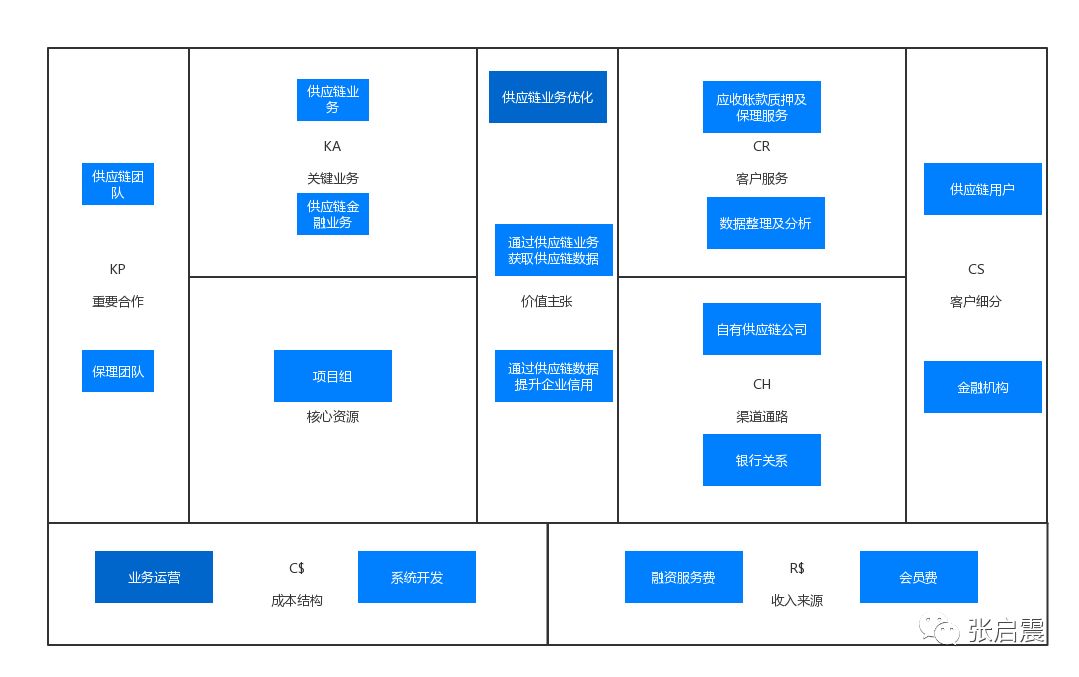 供应链团
队
KP
重要合作
保理团队
供应链业
务
KA
关键业务
供应链金
融业务
项目组
核心资源
供应链业务优化
通过供应链业务
获取供应链数据
价值主张
通过供应链数据
提升企业信用
应收账款质押及
保理服务
CR
客户服务
数据整理及分析
自有供应链公司
CH
渠道通路
银行关系
供应链用户
CS
客户细分
金融机构
业务运营
C$
成本结构
系统开发
融资服务费
R$
收入来源
会员费
张启震